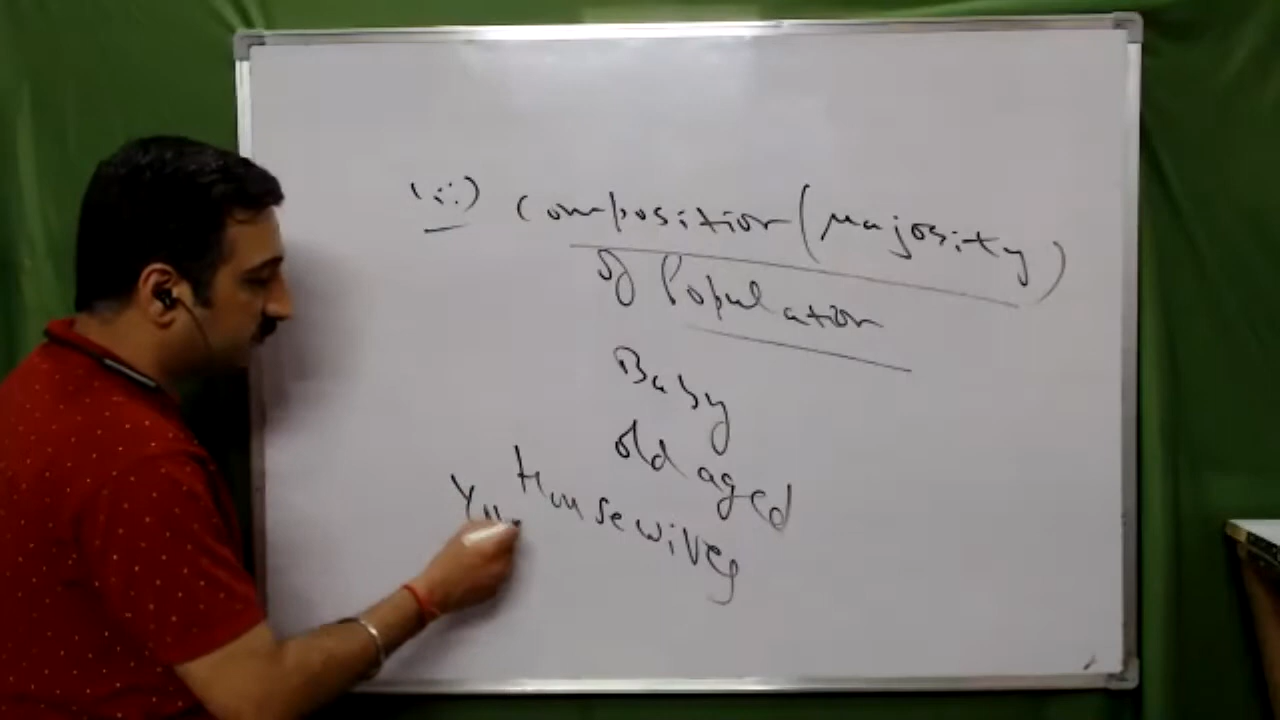 (ii) Composition (Majority)
of Population
Baby
old aged
Housewives